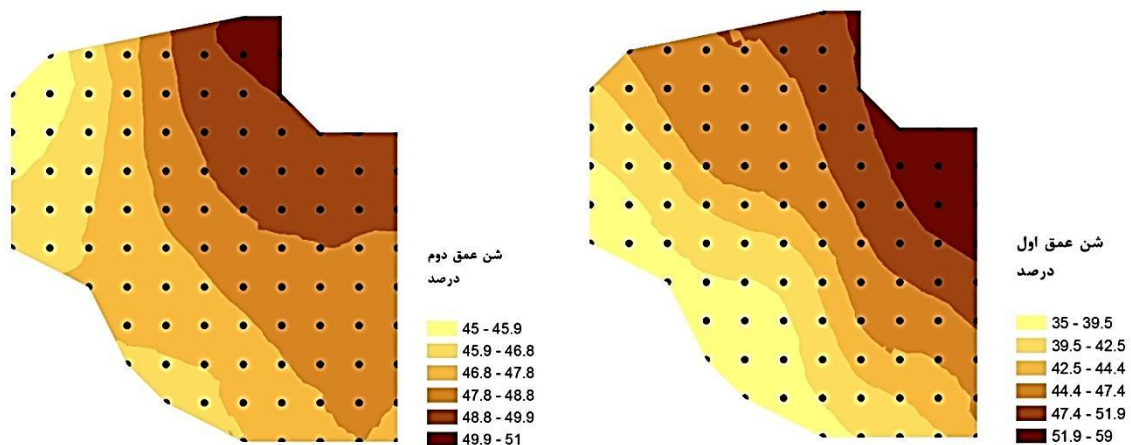 شن عمق دوم
درصد
45 - 45.9
45.9 - 46.8
46.8 - 47.8
47.8 - 48.8
48.8 - 49.9
49.9 - 51
شن عمق اول
درصد
35 - 39.5
39.5 - 42.5
42.5 - 44.4
44.4 - 47.4
47.4 - 51.9
51.9 - 59